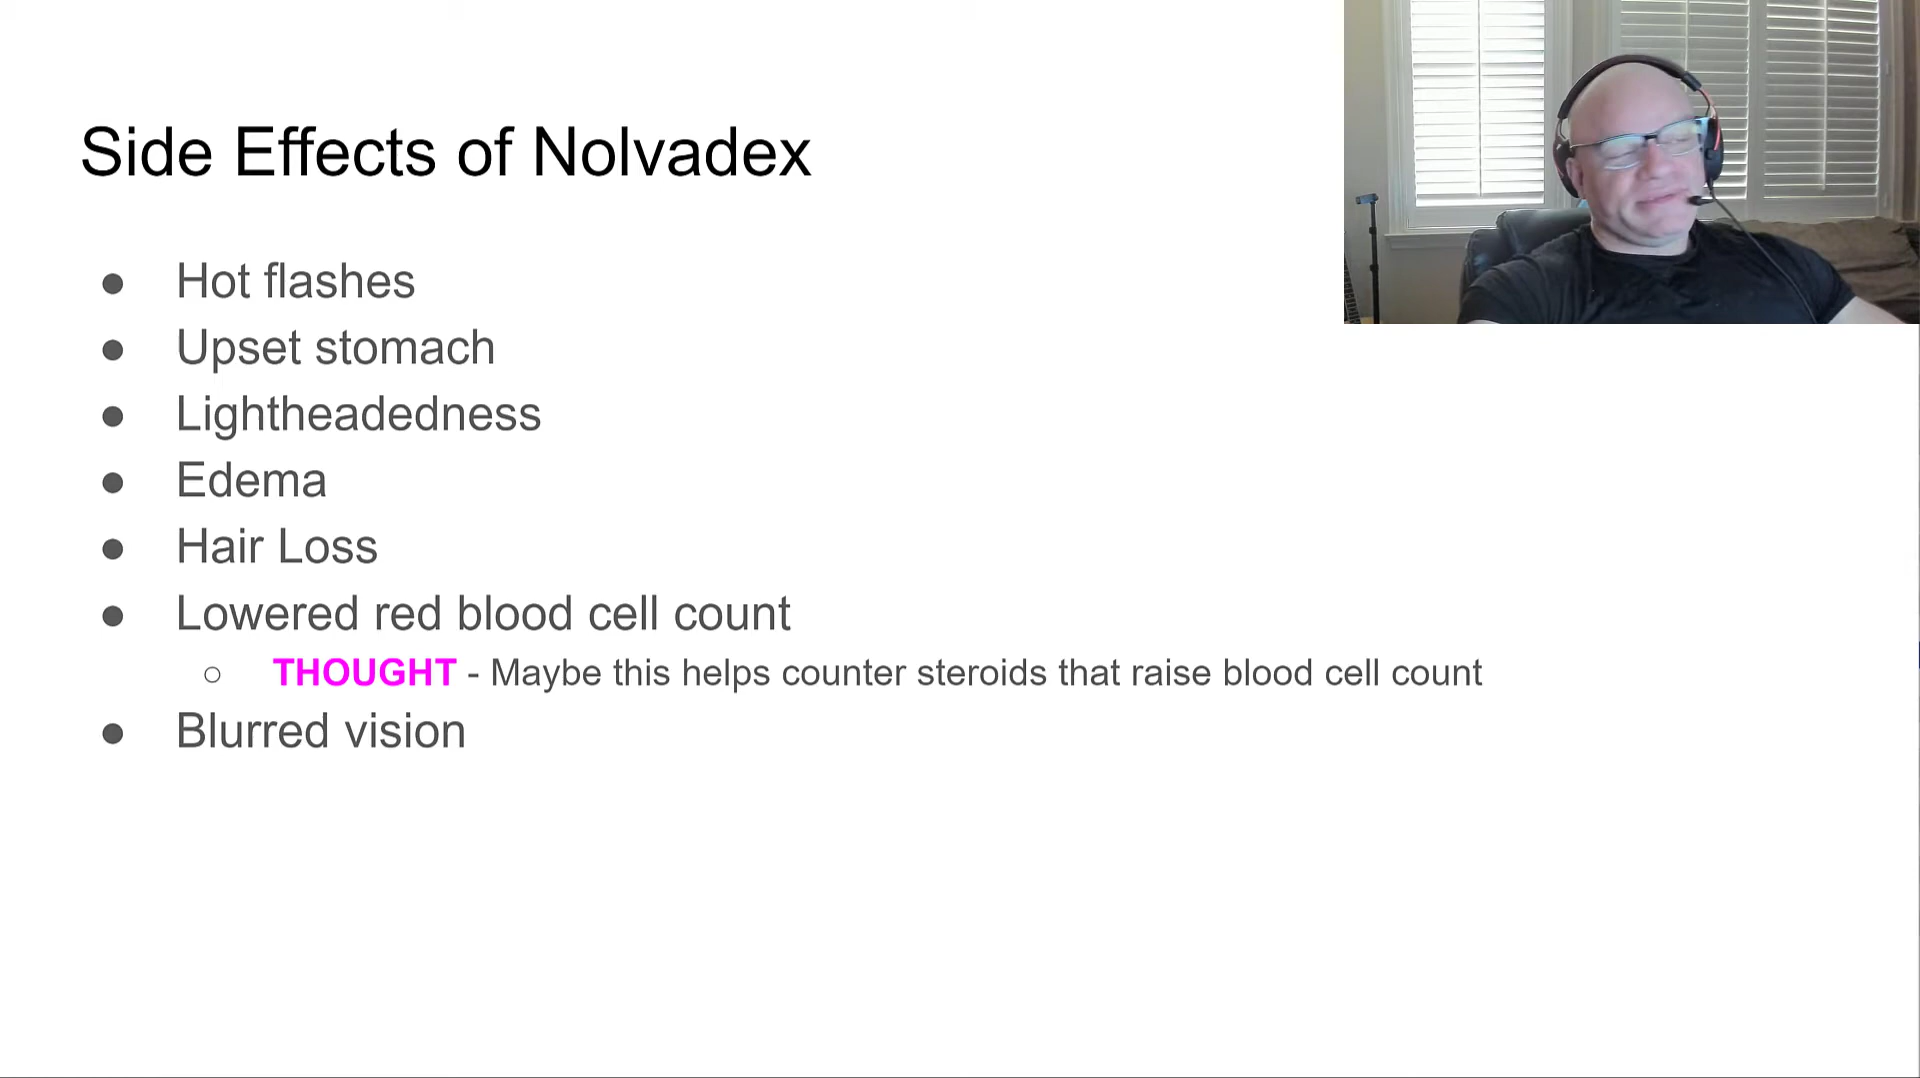 Side Effects of Nolvadex
● Hot flashes
● Upset stomach
● Lightheadedness
● Edema
● Hair Loss
● Lowered red blood cell count
○ THOUGHT - Maybe this helps counter steroids that raise blood cell count
● Blurred vision